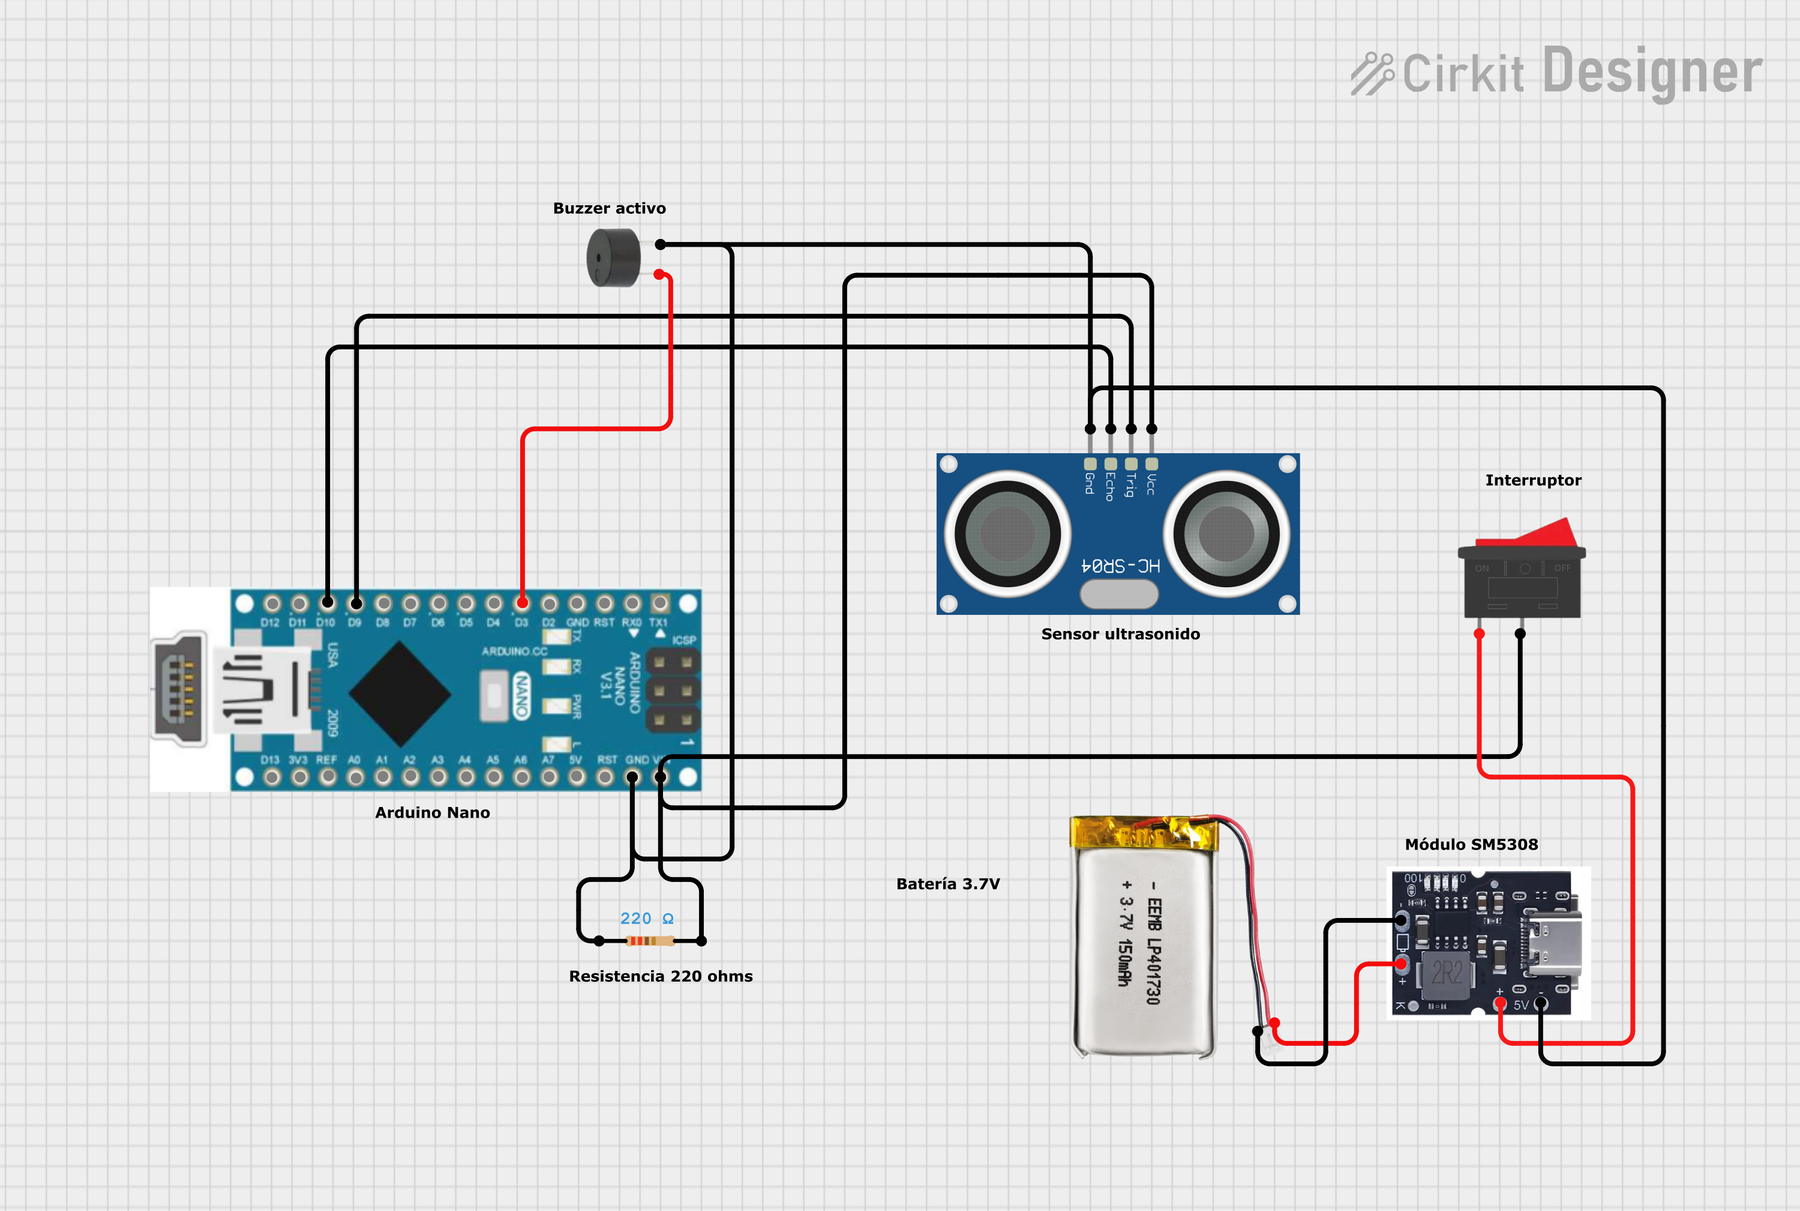 Cirkit Designer
Buzzer activo
Gnd
Echo
Trig
Vcc
HC-SR04
Sensor ultrasonido
Interruptor
ON
OFF
D12 D11 D10 D9 D8 D7 D6 D5 D4 D3 D2 GND RST RX0 TX1
TX
RX
PWR
L
ICSP
USA
2009
ARDUINO.CC
NANO
ARDUINO
NANO
V3.1
1
D13 3V3 REF A0 A1 A2 A3 A4 A5 A6 A7 5V RST GND
Arduino Nano
220 Ω
Resistencia 220 ohms
Batería 3.7V
- EEMB LP401730
+ 3.7V 150mAh
Módulo SM5308
100
2R2
- +
K
+ 5V -